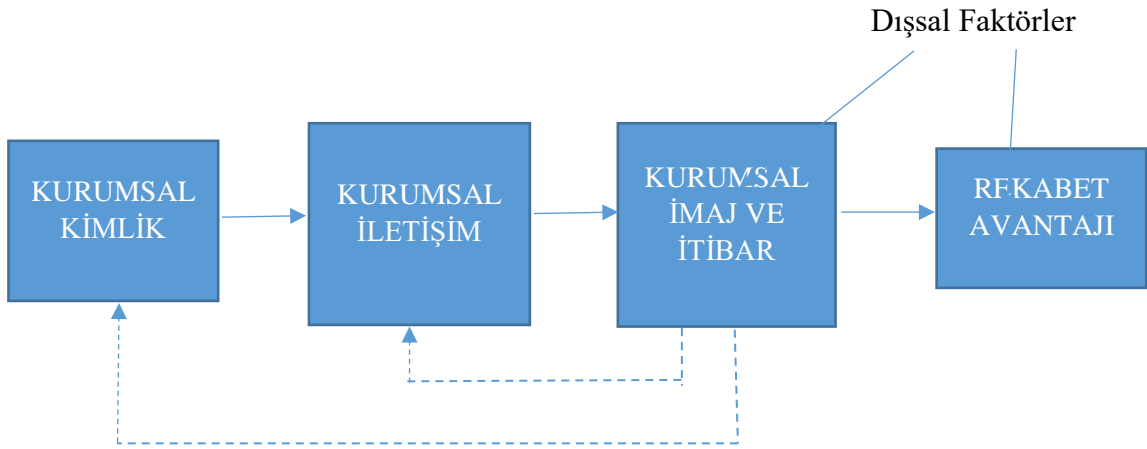 Dışsal Faktörler
KURUMSAL
KİMLİK
KURUMSAL
İLETİŞİM
KURUMSAL
İMAJ VE
İTİBAR
REKABET
AVANTAJI